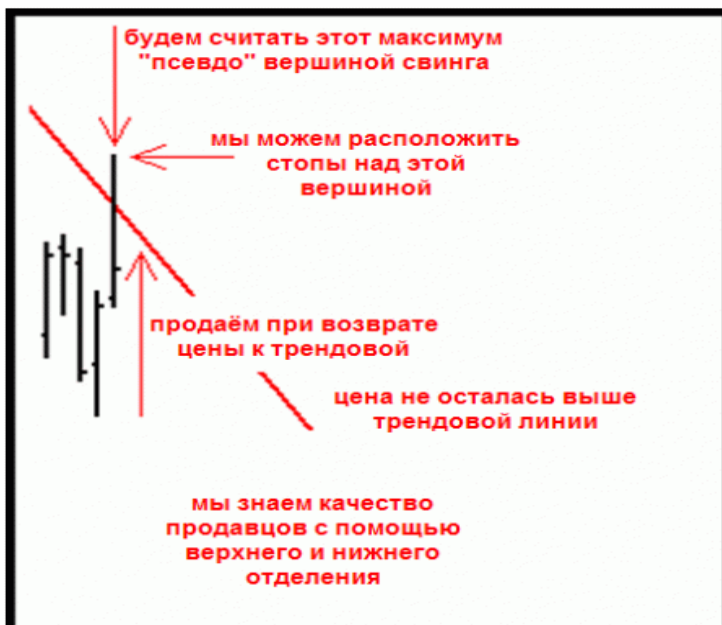 будем считать этот максимум
"псевдо" вершиной свинга
мы можем расположить
стопы над этой
вершиной
продаём при возврате
цены к трендовой
цена не осталась выше
трендовой линии
мы знаем качество
продавцов с помощью
верхнего и нижнего
отделения